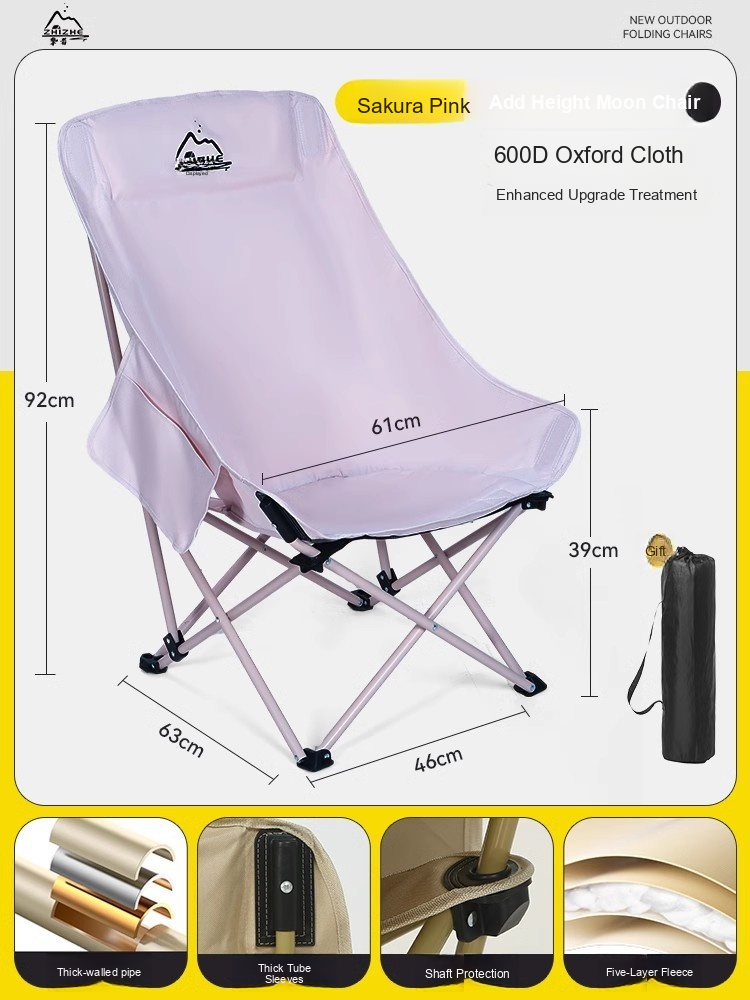 ZHIZHE
NEW OUTDOOR
FOLDING CHAIRS
Sakura Pink
Add Height Moon Chair
600D Oxford Cloth
Enhanced Upgrade Treatment
Displayed
92cm
61cm
39cm
Gift
63cm
46cm
Thick-walled pipe
Thick Tube
Sleeves
Shaft Protection
Five-Layer Fleece